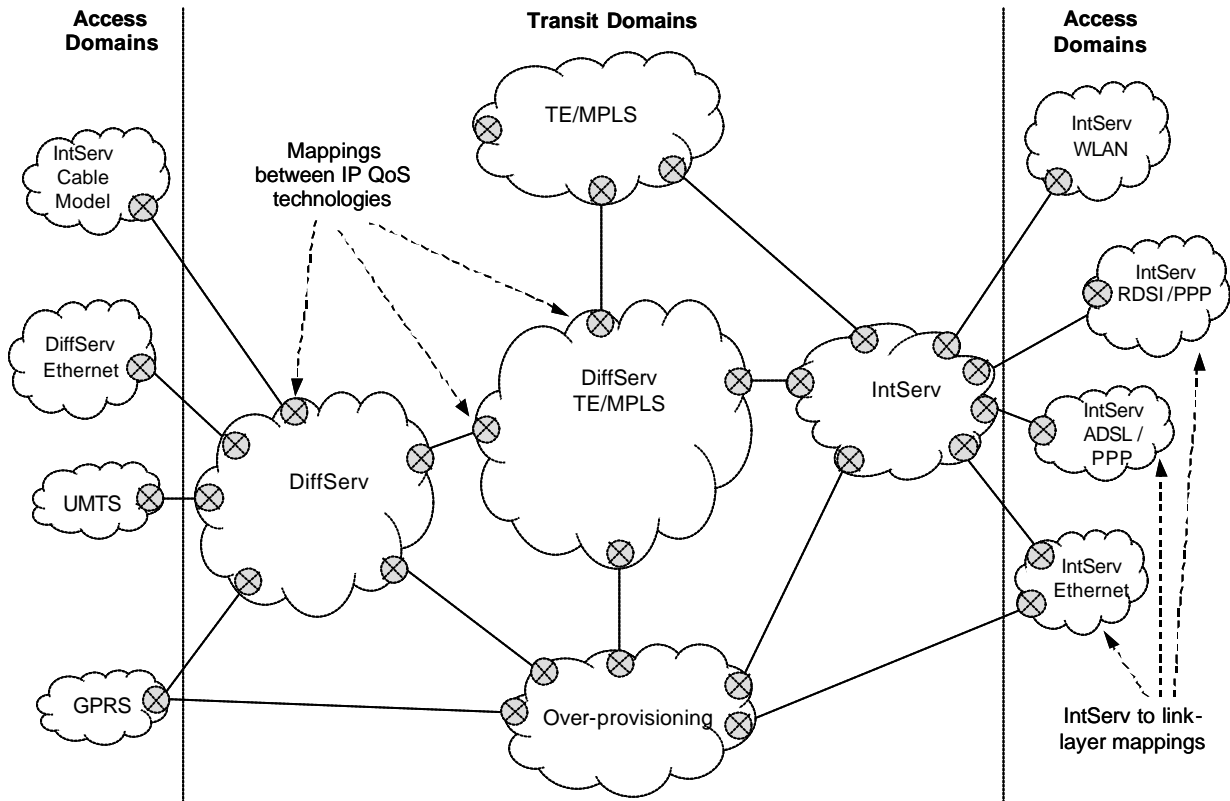 Access
Domains
Transit Domains
Access
Domains
TE/MPLS
IntServ
Cable
Model
Mappings
between IP QoS
technologies
IntServ
WLAN
IntServ
RDSI /PPP
DiffServ
Ethernet
DiffServ
TE/MPLS
IntServ
IntServ
ADSL /
PPP
UMTS
DiffServ
IntServ
Ethernet
GPRS
Over-provisioning
IntServ to link-
layer mappings